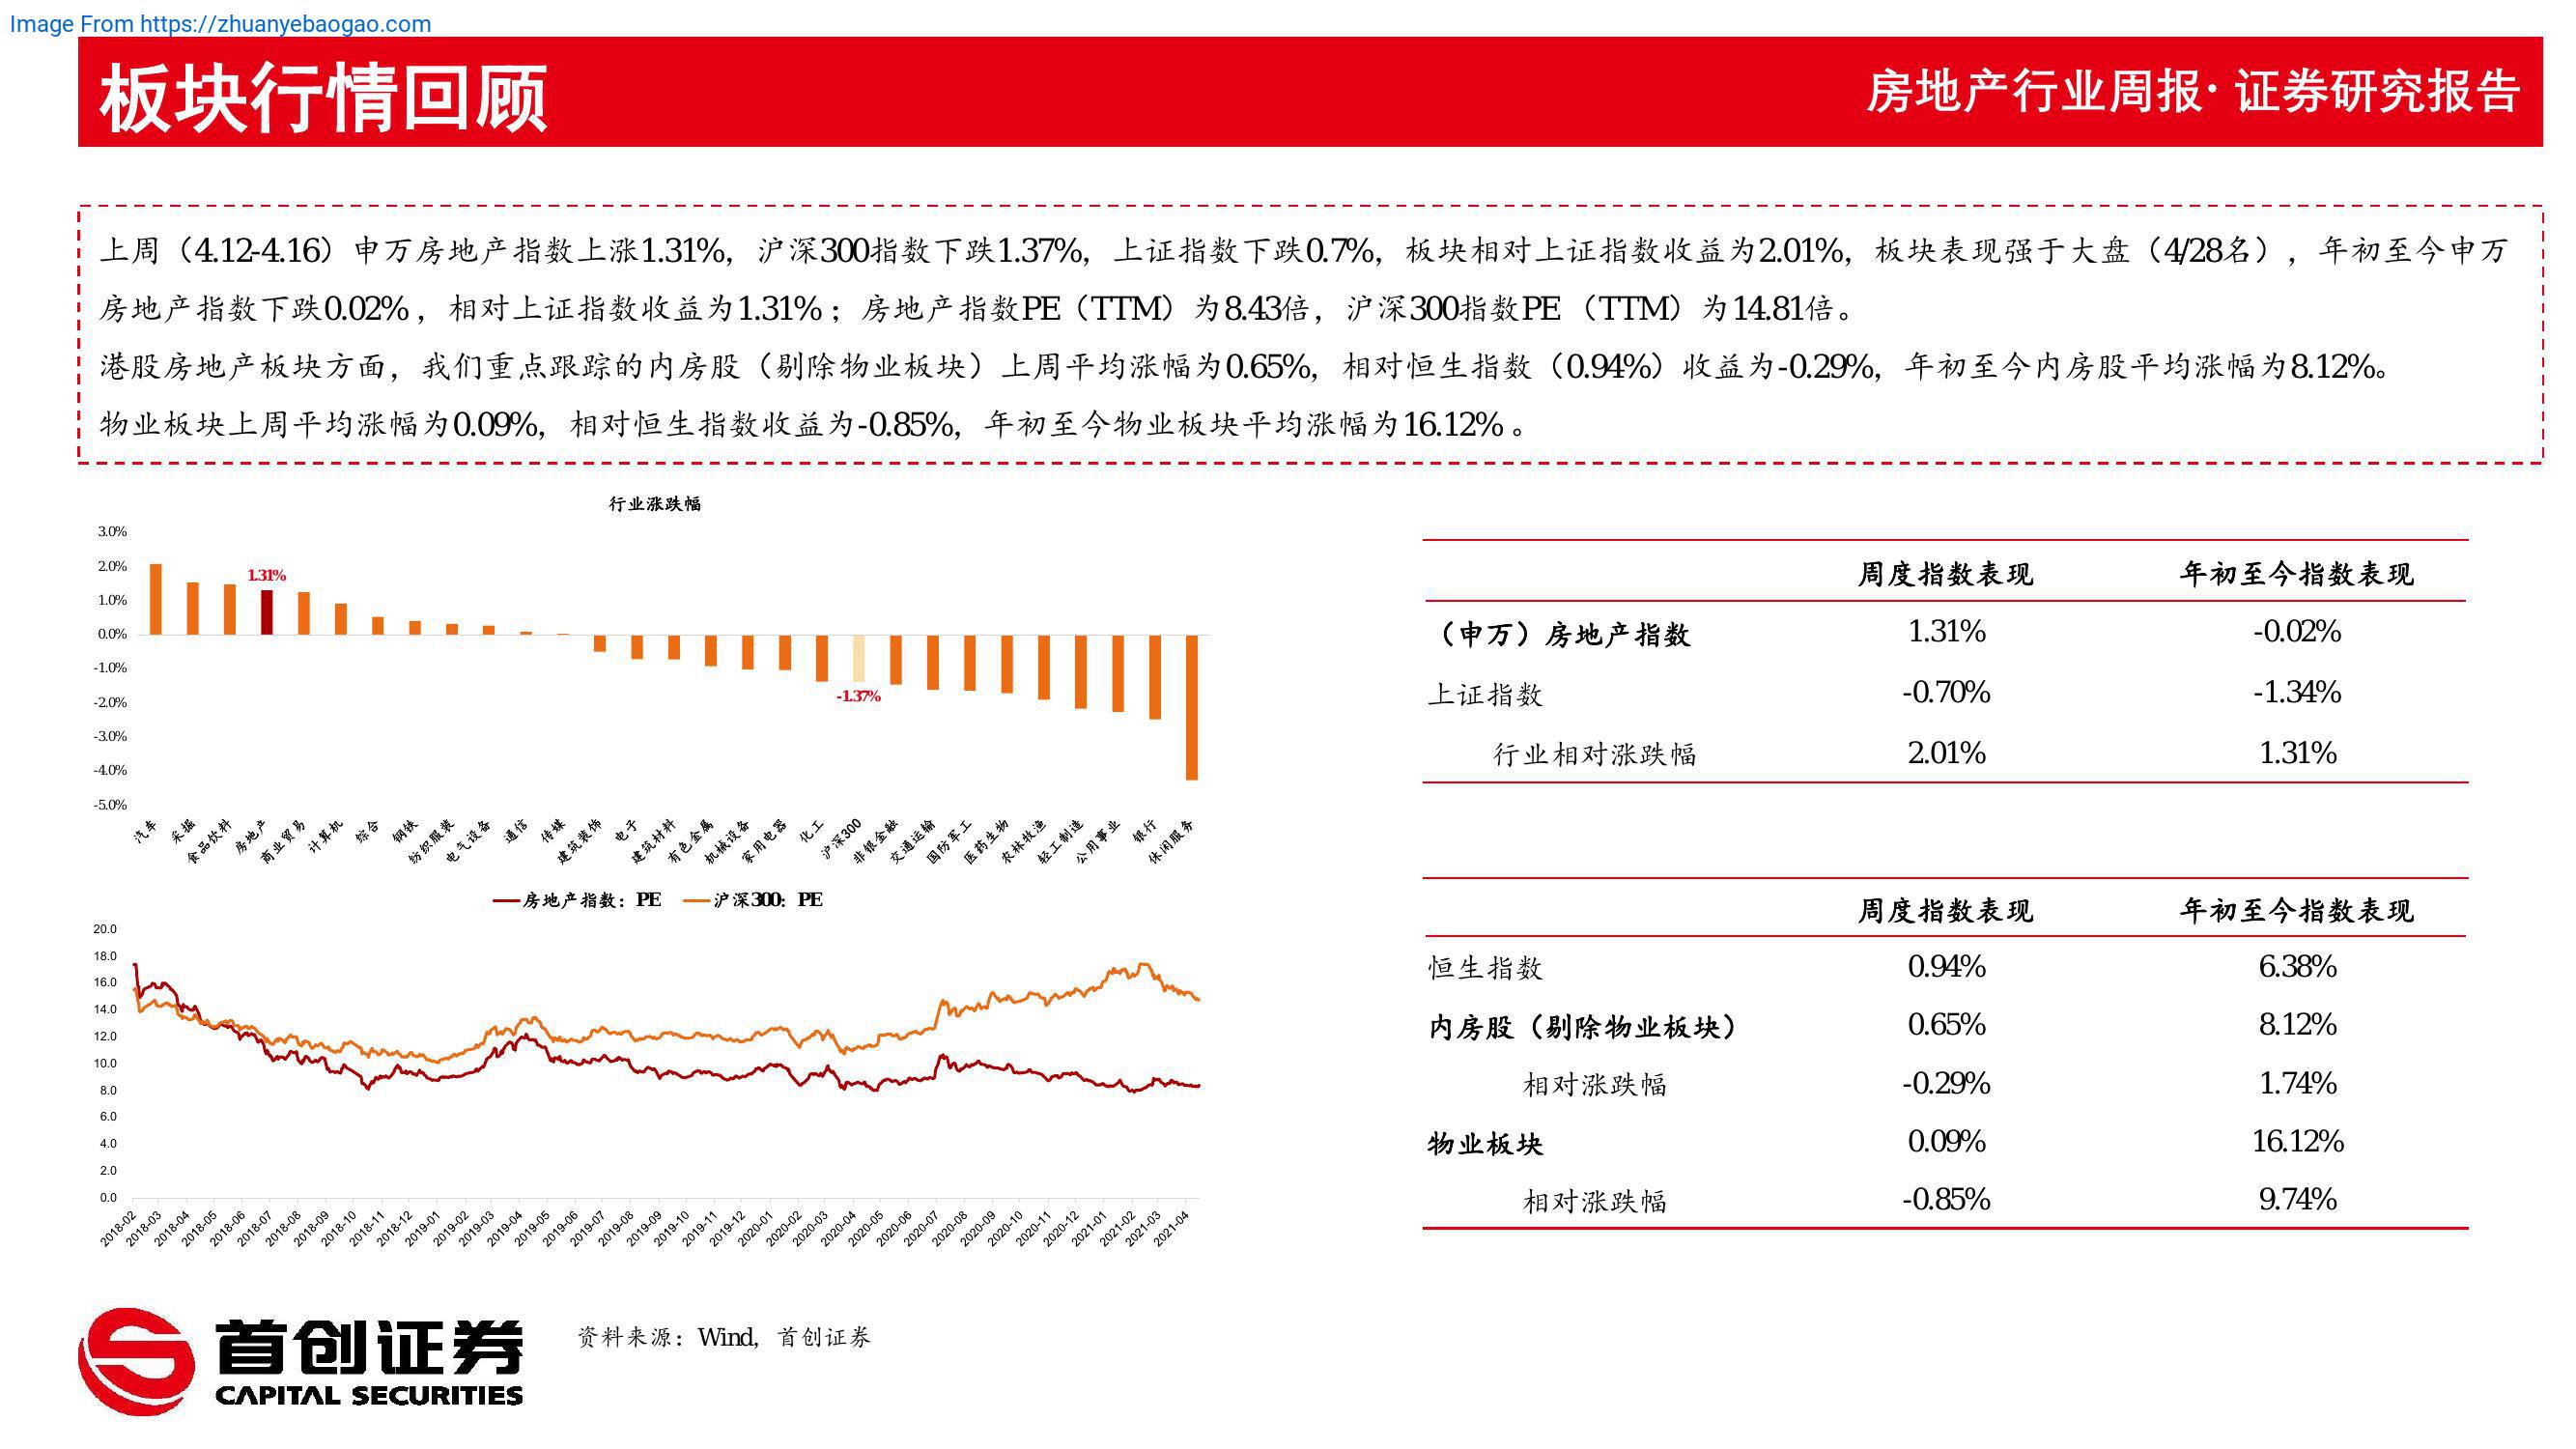 Image From https://zhuanyebaogao.com
板块行情回顾
房地产行业周报· 证券研究报告
上周（4.12-4.16）申万房地产指数上涨1.31%，沪深300指数下跌1.37%，上证指数下跌0.7%，板块相对上证指数收益为2.01%，板块表现强于大盘（4/28名），年初至今申万
房地产指数下跌0.02%，相对上证指数收益为1.31%；房地产指数PE（TTM）为8.43倍，沪深300指数PE （TTM）为14.81倍。
港股房地产板块方面，我们重点跟踪的内房股（剔除物业板块）上周平均涨幅为0.65%，相对恒生指数（0.94%）收益为-0.29%，年初至今内房股平均涨幅为8.12%。
物业板块上周平均涨幅为0.09%，相对恒生指数收益为-0.85%，年初至今物业板块平均涨幅为16.12% 。
行业涨跌幅
3.0%
2.0%
1.0%
0.0%
-1.0%
-2.0%
-3.0%
-4.0%
-5.0%
1.31%
-1.37%
汽车
采掘
食品饮料
房地产
商业贸易
计算机
综合
钢铁
纺织服装
电气设备
通信
传媒
建筑装饰
电子
建筑材料
有色金属
机械设备
家用电器
化工
沪深300
非银金融
交通运输
国防军工
医药生物
农林牧渔
轻工制造
公用事业
银行
休闲服务
房地产指数：PE 沪深300：PE
20.0
18.0
16.0
14.0
12.0
10.0
8.0
6.0
4.0
2.0
0.0
2018-02
2018-03
2018-04
2018-05
2018-06
2018-07
2018-08
2018-09
2018-10
2018-11
2018-12
2019-01
2019-02
2019-03
2019-04
2019-05
2019-06
2019-07
2019-08
2019-09
2019-10
2019-11
2019-12
2020-01
2020-02
2020-03
2020-04
2020-05
2020-06
2020-07
2020-08
2020-09
2020-10
2020-11
2020-12
2021-01
2021-02
2021-03
2021-04
周度指数表现 年初至今指数表现
（申万）房地产指数 1.31% -0.02%
上证指数 -0.70% -1.34%
行业相对涨跌幅 2.01% 1.31%
周度指数表现 年初至今指数表现
恒生指数 0.94% 6.38%
内房股（剔除物业板块） 0.65% 8.12%
相对涨跌幅 -0.29% 1.74%
物业板块 0.09% 16.12%
相对涨跌幅 -0.85% 9.74%
首创证券
CAPITAL SECURITIES
资料来源：Wind，首创证券